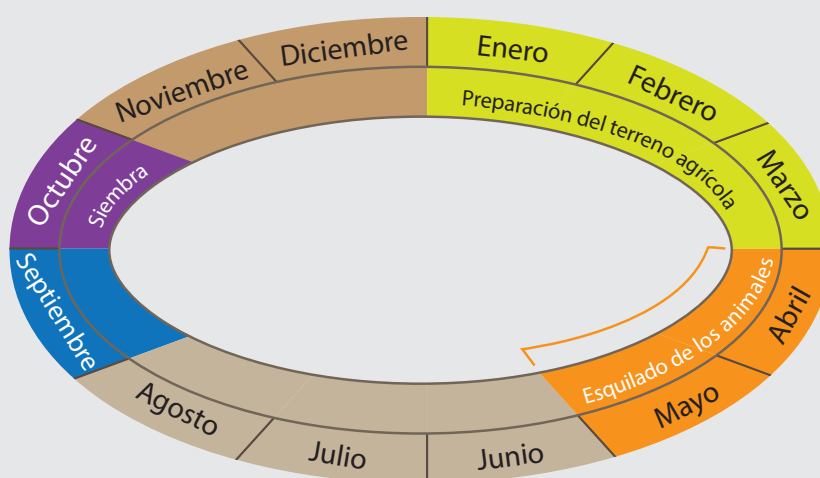 Enero
Febrero
Marzo
Abril
Mayo
Junio
Julio
Agosto
Septiembre
Octubre
Noviembre
Diciembre
Preparación del terreno agrícola
Esquilado de los animales
Siembra